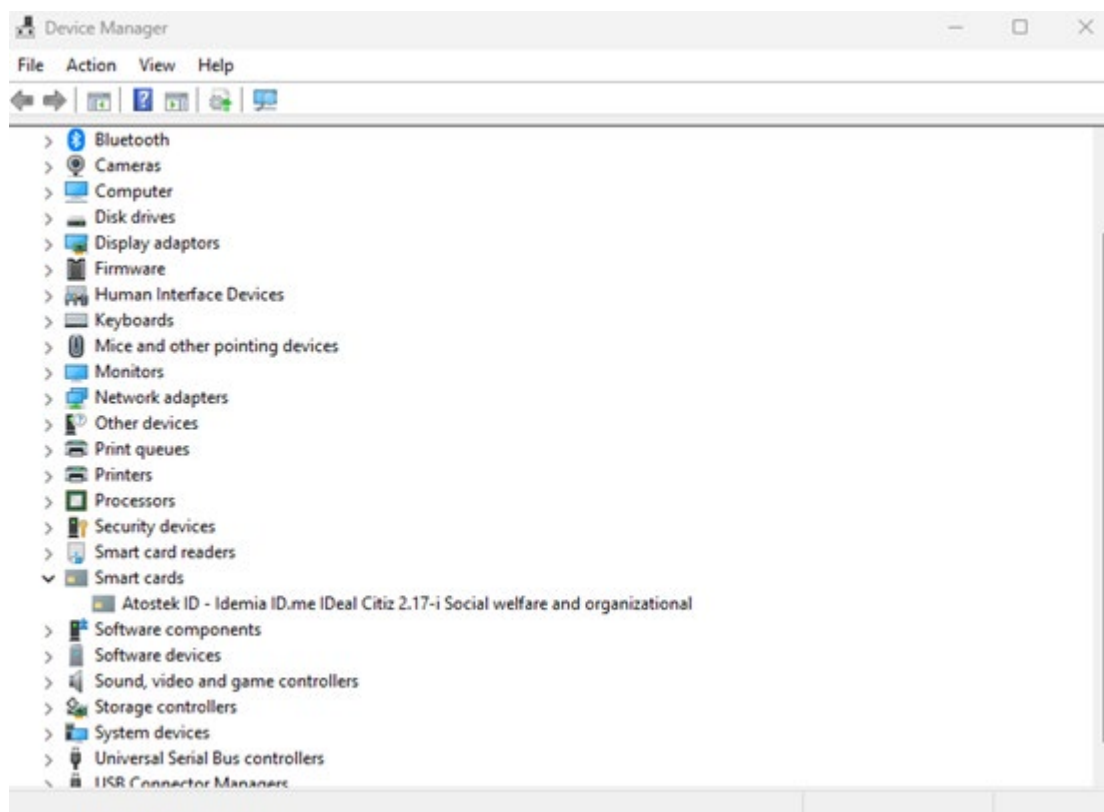 Device Manager
File Action View Help
Bluetooth
Cameras
Computer
Disk drives
Display adaptors
Firmware
Human Interface Devices
Keyboards
Mice and other pointing devices
Monitors
Network adapters
Other devices
Print queues
Printers
Processors
Security devices
Smart card readers
Smart cards
Atostek ID - Idemia ID.me IDeal Citiz 2.17-i Social welfare and organizational
Software components
Software devices
Sound, video and game controllers
Storage controllers
System devices
Universal Serial Bus controllers
USB Connector Managers